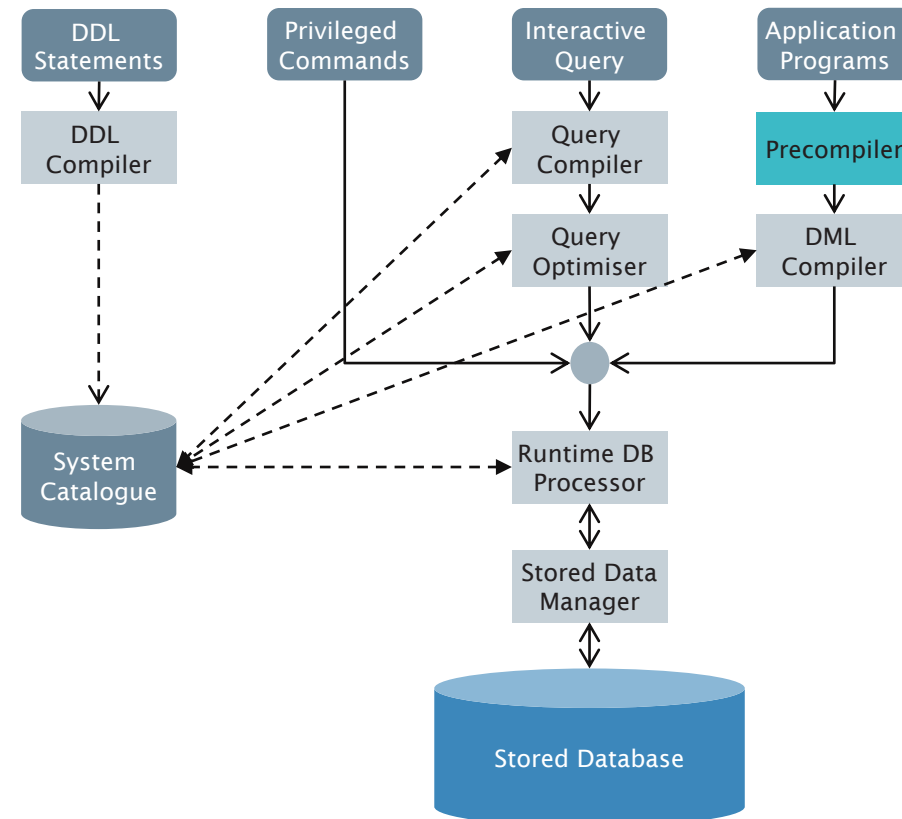 DDL
Statements
Privileged
Commands
Interactive
Query
Application
Programs
DDL
Compiler
Query
Compiler
Precompiler
Query
Optimiser
DML
Compiler
System
Catalogue
Runtime DB
Processor
Stored Data
Manager
Stored Database